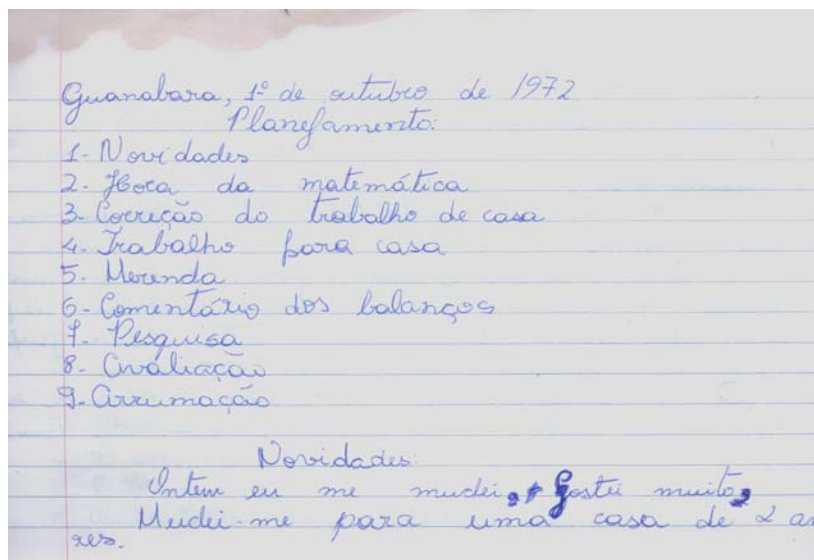 Guanabara, 1º de outubro de 1972
Planejamento:
1- Novidades
2- Hora da matemática
3- Correção do trabalho de casa
4- Trabalho para casa
5- Merenda
6- Comentário dos balanços
7- Pesquisa
8- Avaliação
9- Arrumação
Novidades:
Ontem eu me mudei, gostei muito,
Mudei-me para uma casa de 2 an
res.